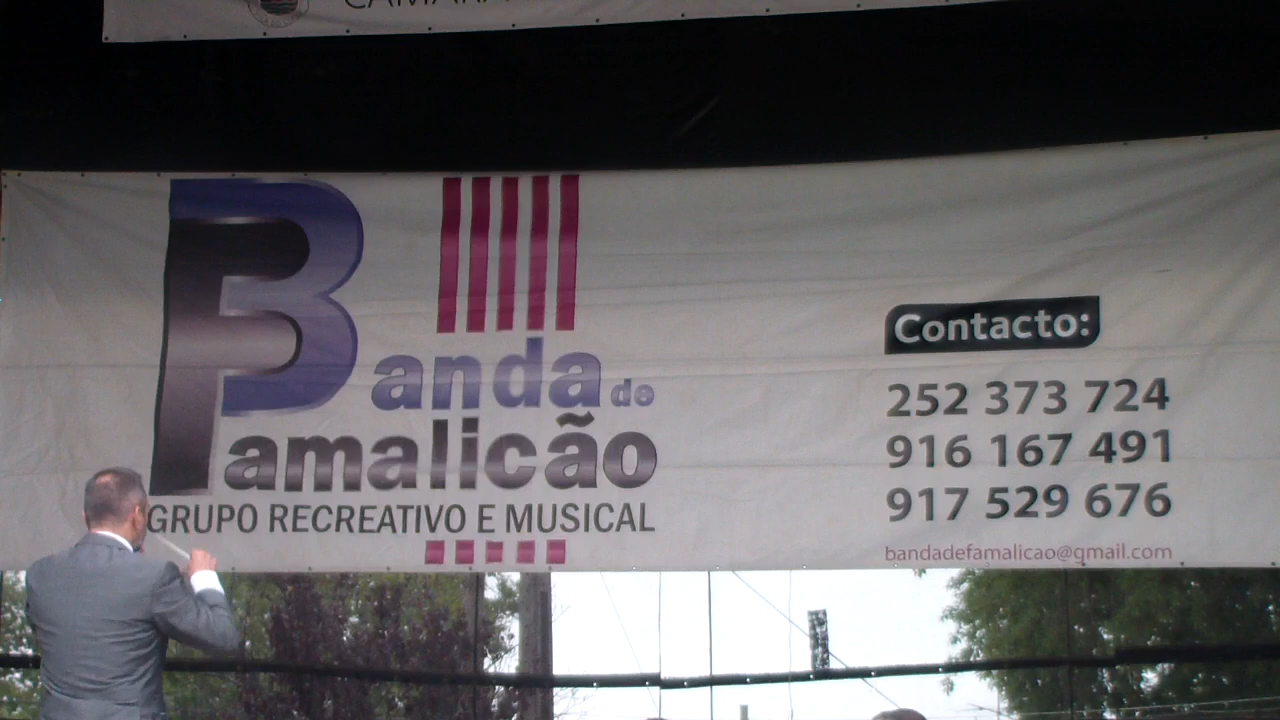 Banda de
Famalicão
GRUPO RECREATIVO E MUSICAL
Contacto:
252 373 724
916 167 491
917 529 676
bandadefamalicao@gmail.com